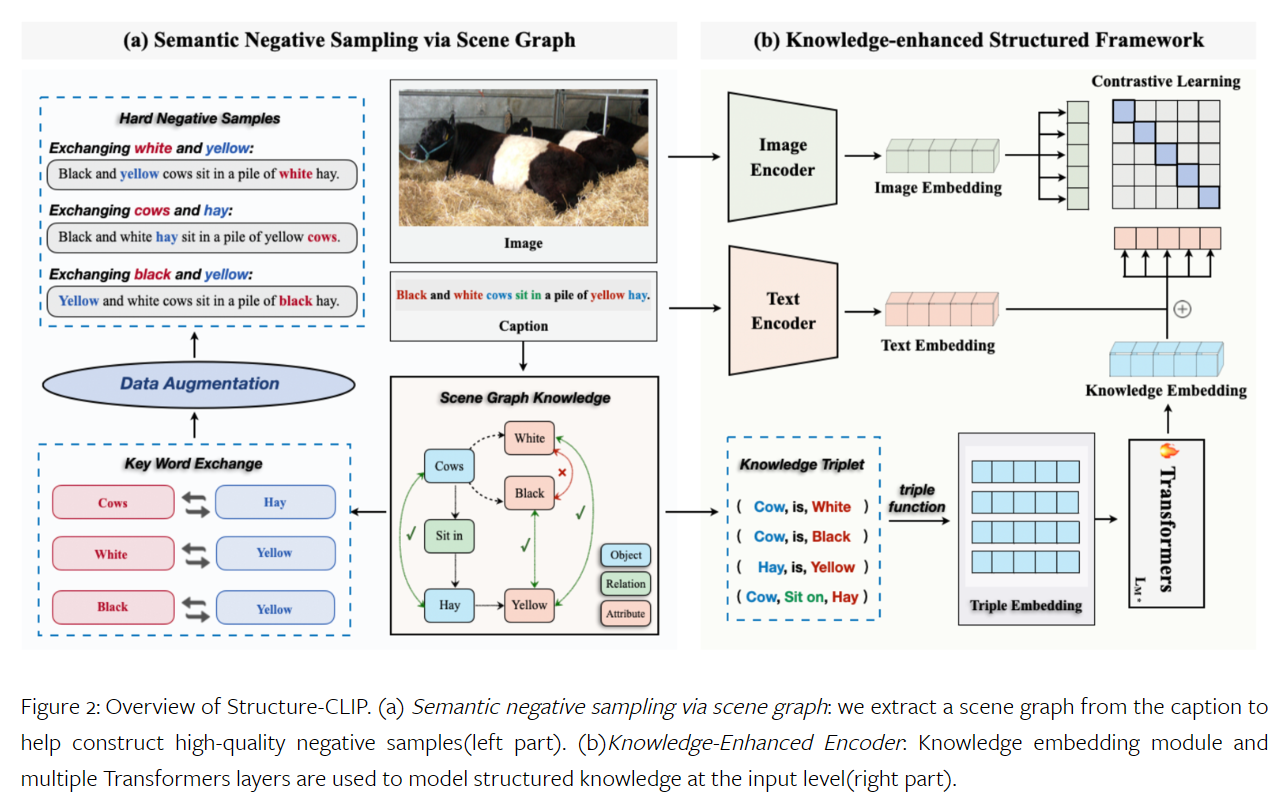 (a) Semantic Negative Sampling via Scene Graph
Hard Negative Samples
Exchanging white and yellow:
Black and yellow cows sit in a pile of white hay.
Exchanging cows and hay:
Black and white hay sit in a pile of yellow cows.
Exchanging black and yellow:
Yellow and white cows sit in a pile of black hay.
Data Augmentation
Key Word Exchange
Cows
Hay
White
Yellow
Black
Yellow
Image
Black and white cows sit in a pile of yellow hay.
Caption
Scene Graph Knowledge
White
Cows
Black
Sit in
Hay
Yellow
Object
Relation
Attribute
(b) Knowledge-enhanced Structured Framework
Contrastive Learning
Image
Encoder
Image Embedding
Text
Encoder
Text Embedding
Knowledge Embedding
Knowledge Triplet
( Cow, is, White )
( Cow, is, Black )
( Hay, is, Yellow )
( Cow, Sit on, Hay )
triple
function
Triple Embedding
Transformers
L_M*
Figure 2: Overview of Structure-CLIP. (a) Semantic negative sampling via scene graph: we extract a scene graph from the caption to
help construct high-quality negative samples(left part). (b)Knowledge-Enhanced Encoder: Knowledge embedding module and
multiple Transformers layers are used to model structured knowledge at the input level(right part).